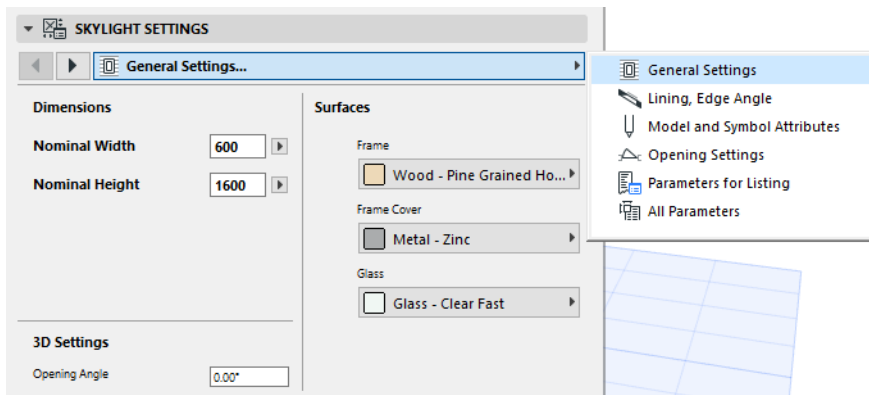 SKYLIGHT SETTINGS
General Settings...
Dimensions
Nominal Width 600
Nominal Height 1600
Surfaces
Frame
Wood - Pine Grained Ho...
Frame Cover
Metal - Zinc
Glass
Glass - Clear Fast
3D Settings
Opening Angle 0.00°
General Settings
Lining, Edge Angle
Model and Symbol Attributes
Opening Settings
Parameters for Listing
All Parameters